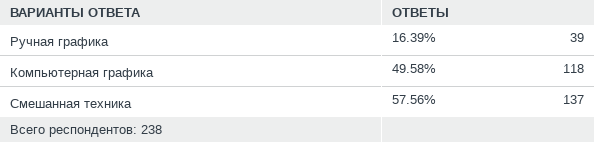 ВАРИАНТЫ ОТВЕТА ОТВЕТЫ
Ручная графика 16.39% 39
Компьютерная графика 49.58% 118
Смешанная техника 57.56% 137
Всего респондентов: 238